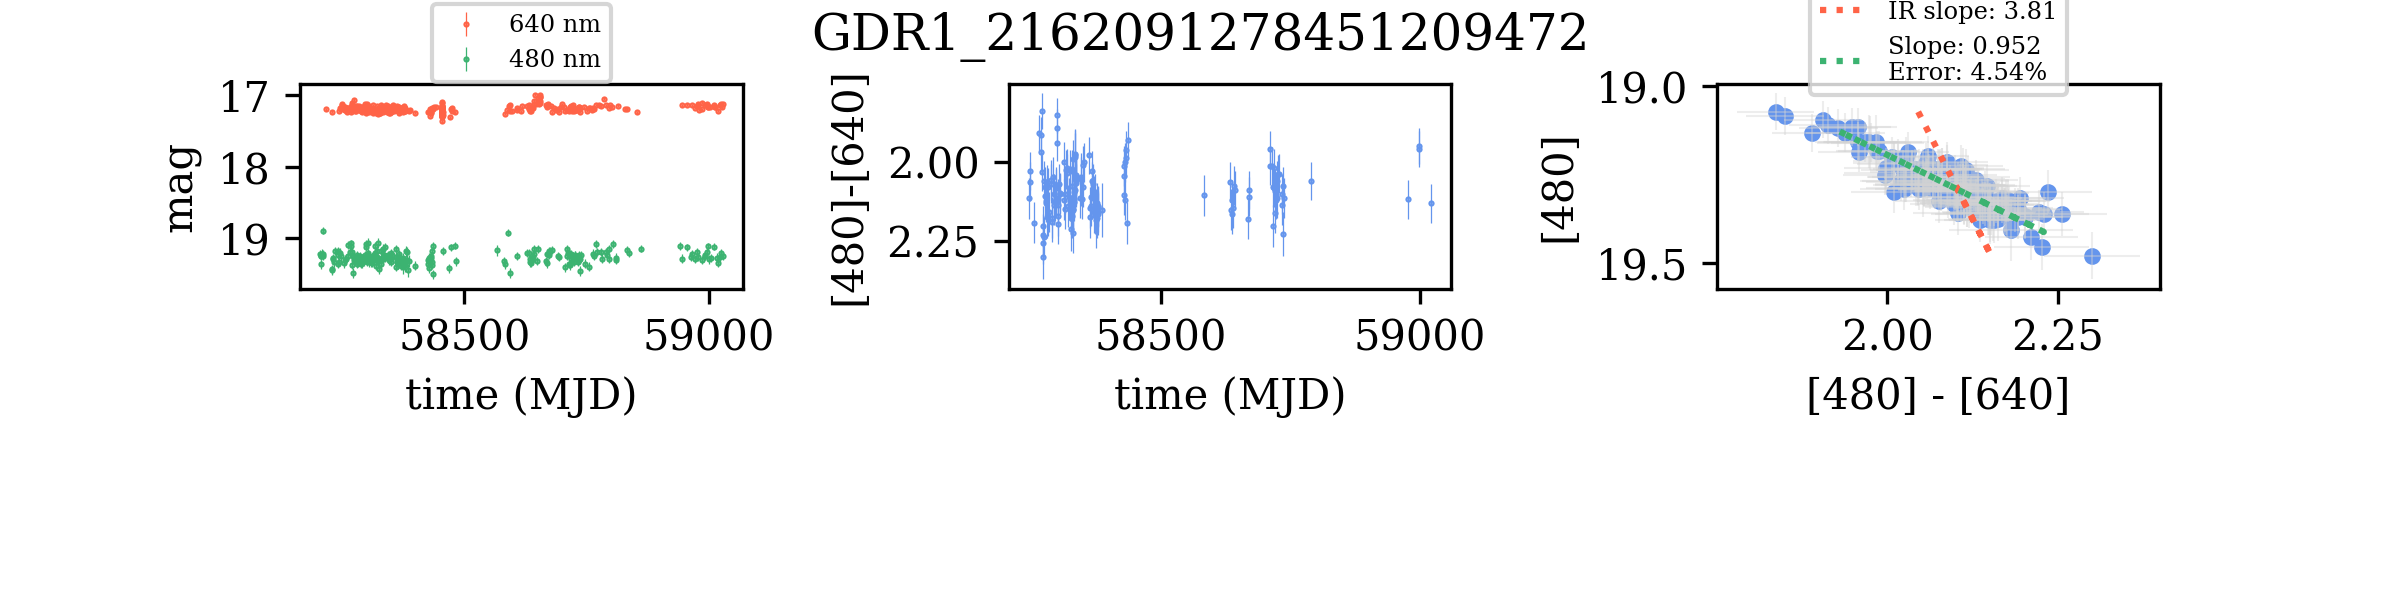 640 nm
480 nm
GDR1_2162091278451209472
IR slope: 3.81
Slope: 0.952
Error: 4.54%
17
18
19
mag
58500
59000
time (MJD)
2.00
2.25
[480]-[640]
58500
59000
time (MJD)
19.0
19.5
[480]
2.00
2.25
[480] - [640]